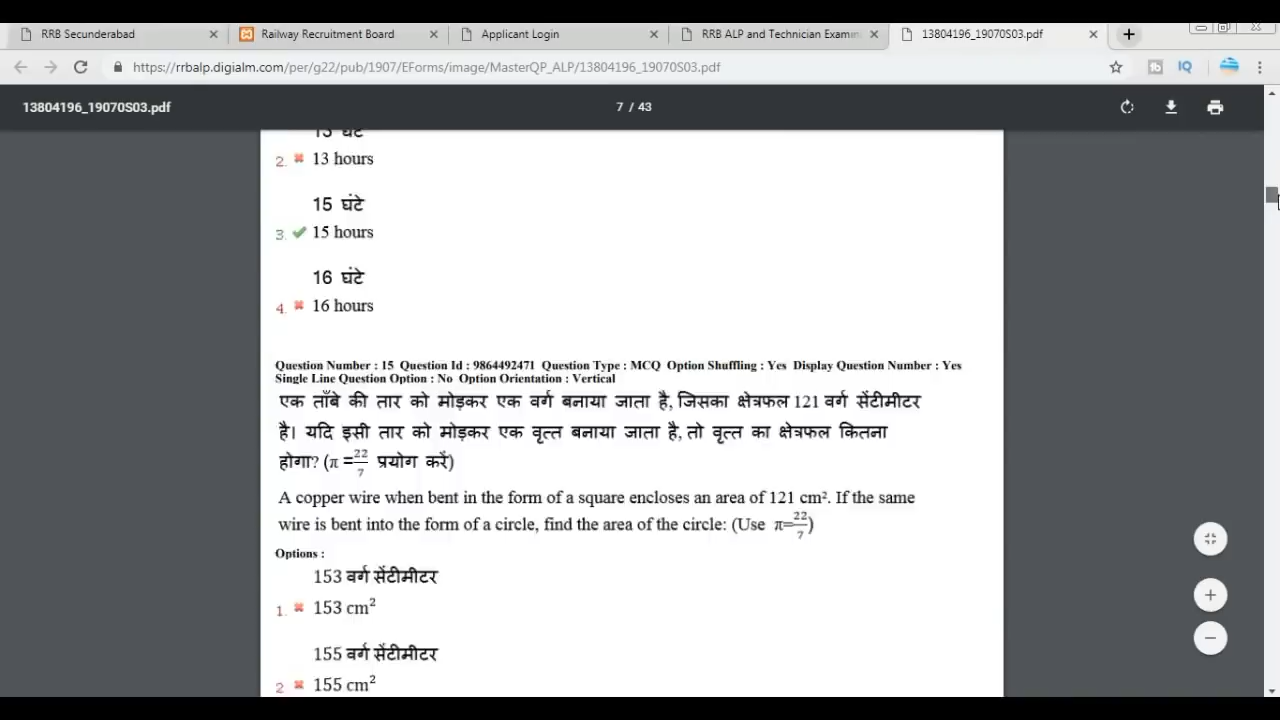 RRB Secunderabad
Railway Recruitment Board
Applicant Login
RRB ALP and Technician Examin
13804196_19070S03.pdf
https://rrbalp.digialm.com/per/g22/pub/1907/EForms/image/MasterQP_ALP/13804196_19070S03.pdf
IQ
13804196_19070S03.pdf
7 / 43
13 घंटे
2. 13 hours
15 घंटे
3. 15 hours
16 घंटे
4. 16 hours
Question Number : 15 Question Id : 9864492471 Question Type : MCQ Option Shuffling : Yes Display Question Number : Yes
Single Line Question Option : No Option Orientation : Vertical
एक ताँबे की तार को मोड़कर एक वर्ग बनाया जाता है, जिसका क्षेत्रफल 121 वर्ग सेंटीमीटर
है। यदि इसी तार को मोड़कर एक वृत्त बनाया जाता है, तो वृत्त का क्षेत्रफल कितना
होगा? (π =22/7 प्रयोग करें)
A copper wire when bent in the form of a square encloses an area of 121 cm². If the same
wire is bent into the form of a circle, find the area of the circle: (Use π=22/7)
Options :
153 वर्ग सेंटीमीटर
1. 153 cm²
155 वर्ग सेंटीमीटर
2. 155 cm²